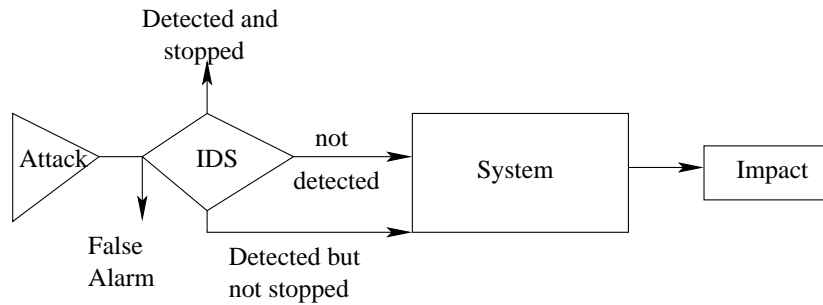 Detected and
stopped
Attack
IDS
not
detected
System
Impact
False
Alarm
Detected but
not stopped